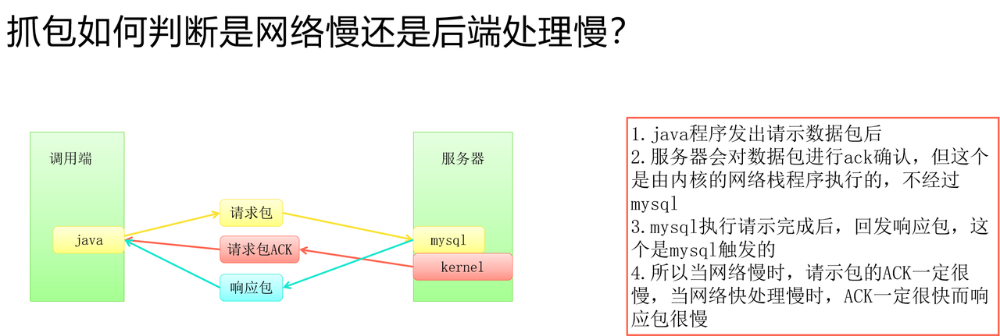 抓包如何判断是网络慢还是后端处理慢？
调用端
服务器
请求包
java
mysql
请求包ACK
kernel
响应包
1.java程序发出请示数据包后
2.服务器会对数据包进行ack确认，但这个
是由内核的网络栈程序执行的，不经过
mysql
3.mysql执行请示完成后，回发响应包，这
个是mysql触发的
4.所以当网络慢时，请示包的ACK一定很
慢，当网络快处理慢时，ACK一定很快而响
应包很慢